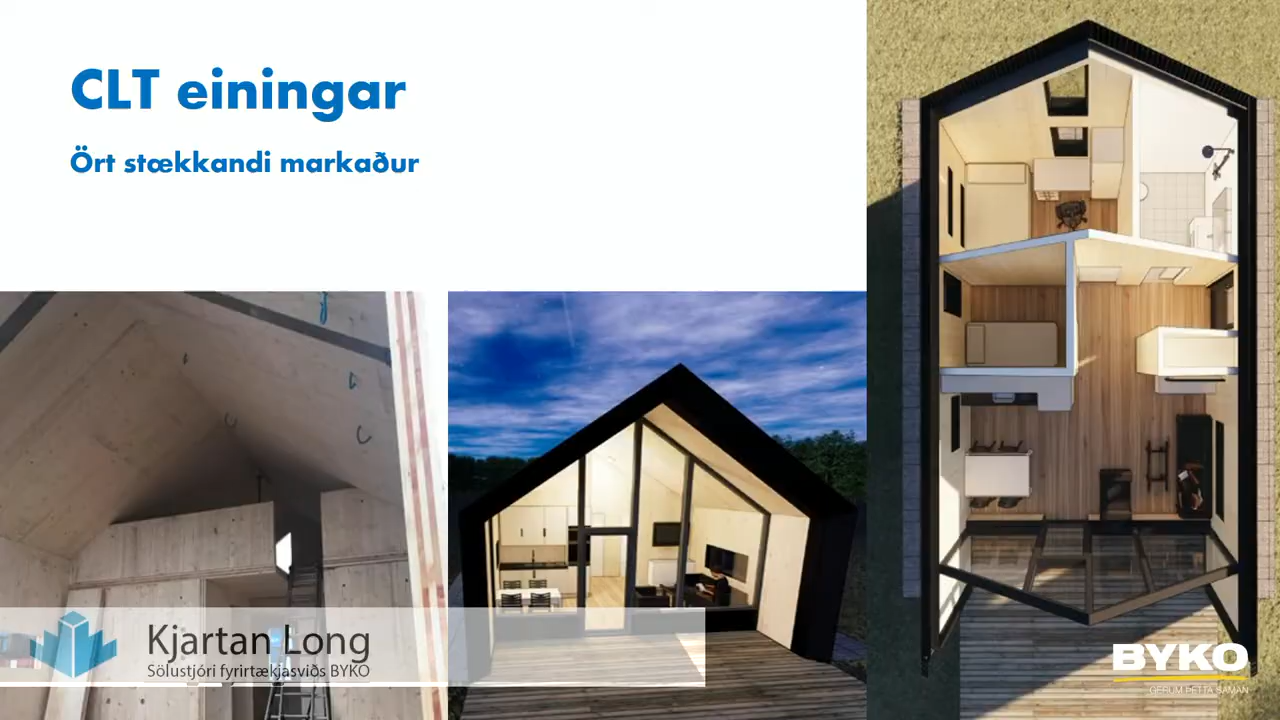 CLT einingar
Ört stækkandi markaður
Kjartan Long
Sölustjóri fyrirtækjasviðs BYKO
BYKO
GERUM ÞETTA SAMAN